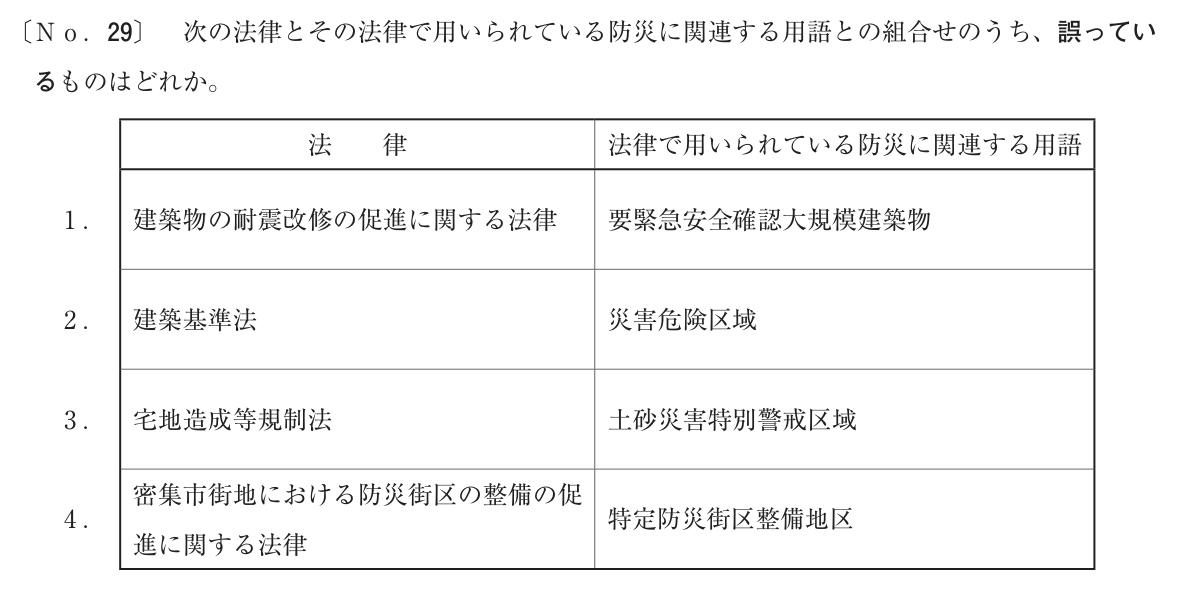 〔Ｎｏ．29〕　次の法律とその法律で用いられている防災に関連する用語との組合せのうち、誤ってい
るものはどれか。
法　　律　法律で用いられている防災に関連する用語
１．　建築物の耐震改修の促進に関する法律　要緊急安全確認大規模建築物
２．　建築基準法　災害危険区域
３．　宅地造成等規制法　土砂災害特別警戒区域
４．　密集市街地における防災街区の整備の促
進に関する法律　特定防災街区整備地区